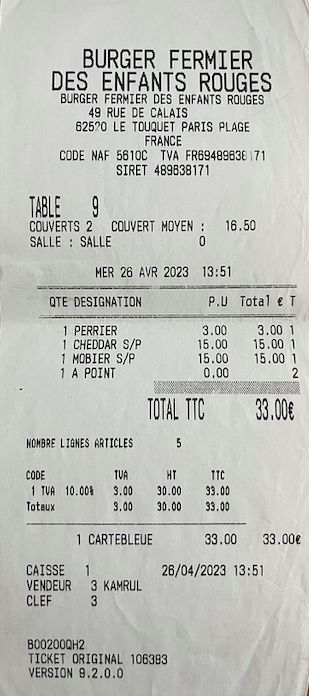 BURGER FERMIER
DES ENFANTS ROUGES
BURGER FERMIER DES ENFANTS ROUGES
49 RUE DE CALAIS
62520 LE TOUQUET PARIS PLAGE
FRANCE
CODE NAF 5610C TVA
SIRET 489638171
TABLE 9
COUVERTS 2 COUVERT MOYEN : 16.50
SALLE : SALLE 0
MER 26 AVR 2023 13:51
QTE DESIGNATION P.U Total € T
1 PERRIER 3.00 3.00 1
1 CHEDDAR S/P 15.00 15.00 1
1 MOBIER S/P 15.00 15.00 1
1 A POINT 0.00 2
TOTAL TTC 33.00€
NOMBRE LIGNES ARTICLES 5
CODE TVA HT TTC
1 TVA 10.00% 3.00 30.00 33.00
Totaux 3.00 30.00 33.00
1 CARTEBLEUE 33.00 33.00€
CAISSE 1 26/04/2023 13:51
VENDEUR 3 KAMRUL
CLEF 3
B00200QH2
TICKET ORIGINAL 106383
VERSION 9.2.0.0